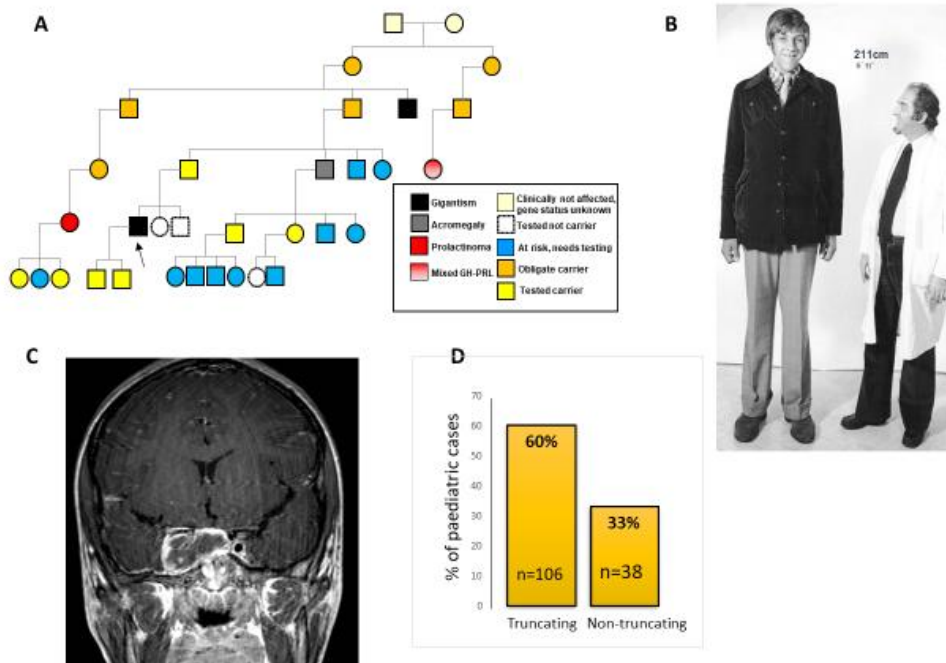 A
B
211cm
6' 11"
Gigantism
Acromegaly
Prolactinoma
Mixed GH-PRL
Clinically not affected,
gene status unknown
Tested not carrier
At risk, needs testing
Obligate carrier
Tested carrier
C
D
% of paediatric cases
70
60
50
40
30
20
10
0
60%
n=106
33%
n=38
Truncating
Non-truncating